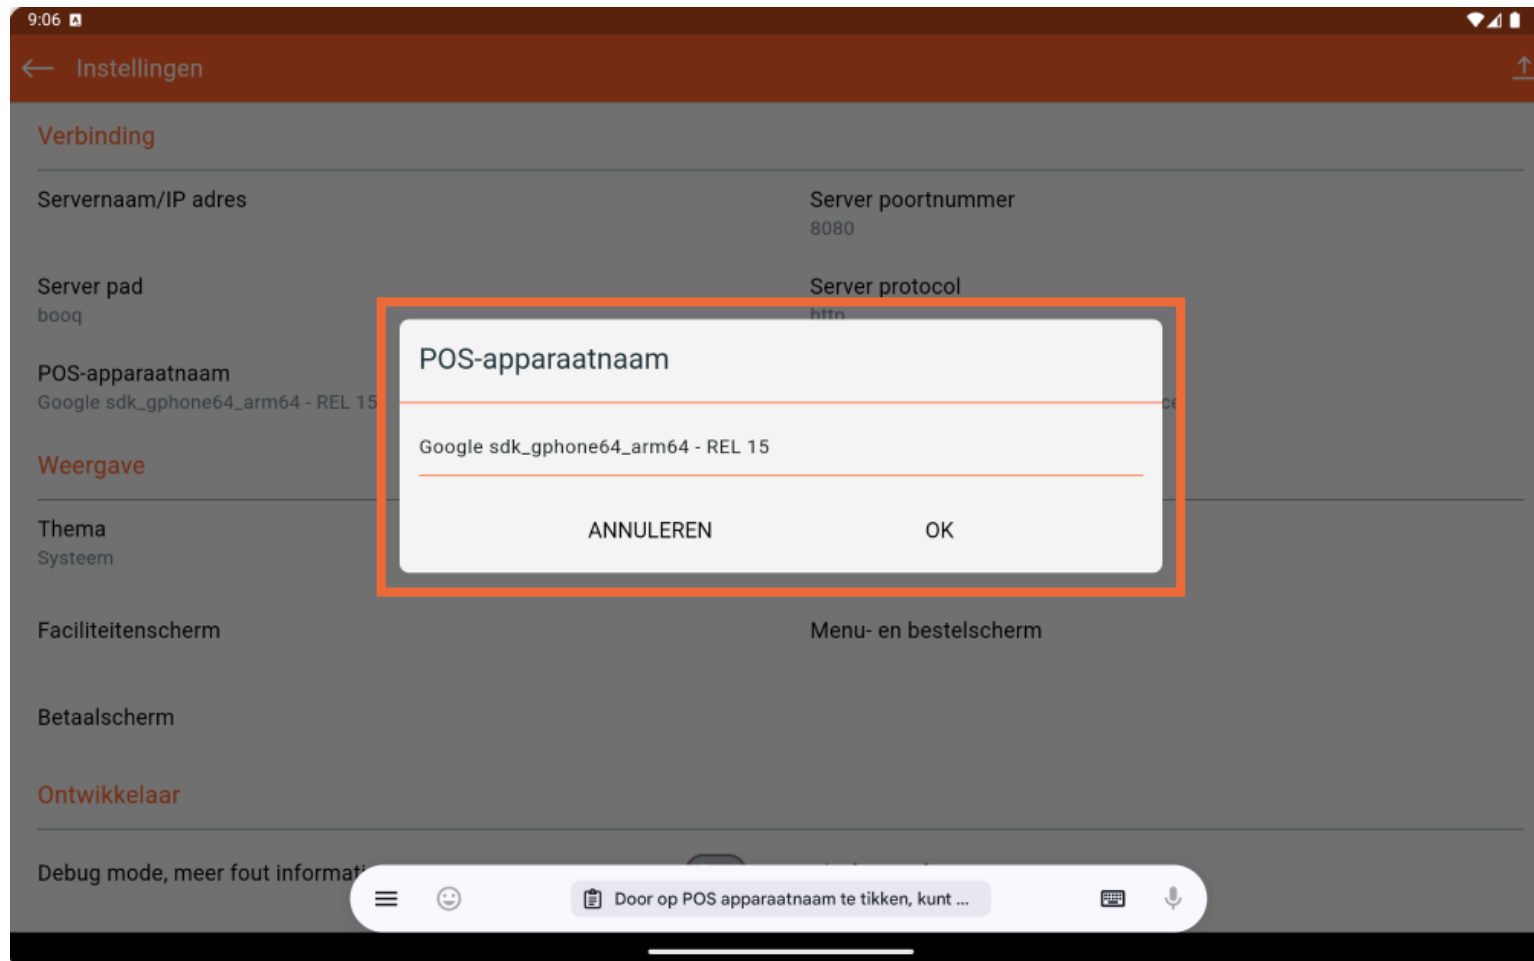 9:06
Instellingen
Verbinding
Servernaam/IP adres
Server poortnummer
8080
Server pad
booq
Server protocol
http
POS-apparaatnaam
Google sdk_gphone64_arm64 - REL 15
POS-apparaatnaam
Google sdk_gphone64_arm64 - REL 15
ANNULEREN
OK
Weergave
Thema
Systeem
Faciliteitenscherm
Menu- en bestelscherm
Betaalscherm
Ontwikkelaar
Debug mode, meer fout informati
Door op POS apparaatnaam te tikken, kunt ...